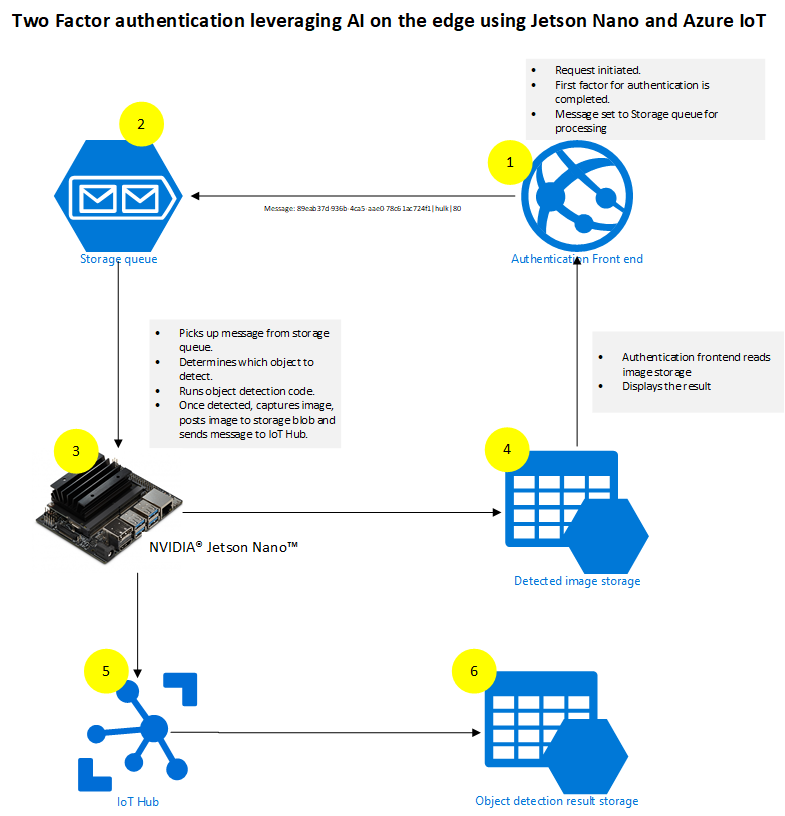 Two Factor authentication leveraging AI on the edge using Jetson Nano and Azure IoT
• Request initiated.
• First factor for authentication is
completed.
• Message set to Storage queue for
processing
2
1
Message: 89eab37d-936b-4ca5-aae0-78c61ac724f1|hulk|80
Storage queue
Authentication Front end
• Picks up message from storage
queue.
• Determines which object to
detect.
• Runs object detection code.
• Once detected, captures image,
posts image to storage blob and
sends message to IoT Hub.
• Authentication frontend reads
image storage
• Displays the result
3
4
NVIDIA® Jetson Nano™
Detected image storage
5
6
IoT Hub
Object detection result storage